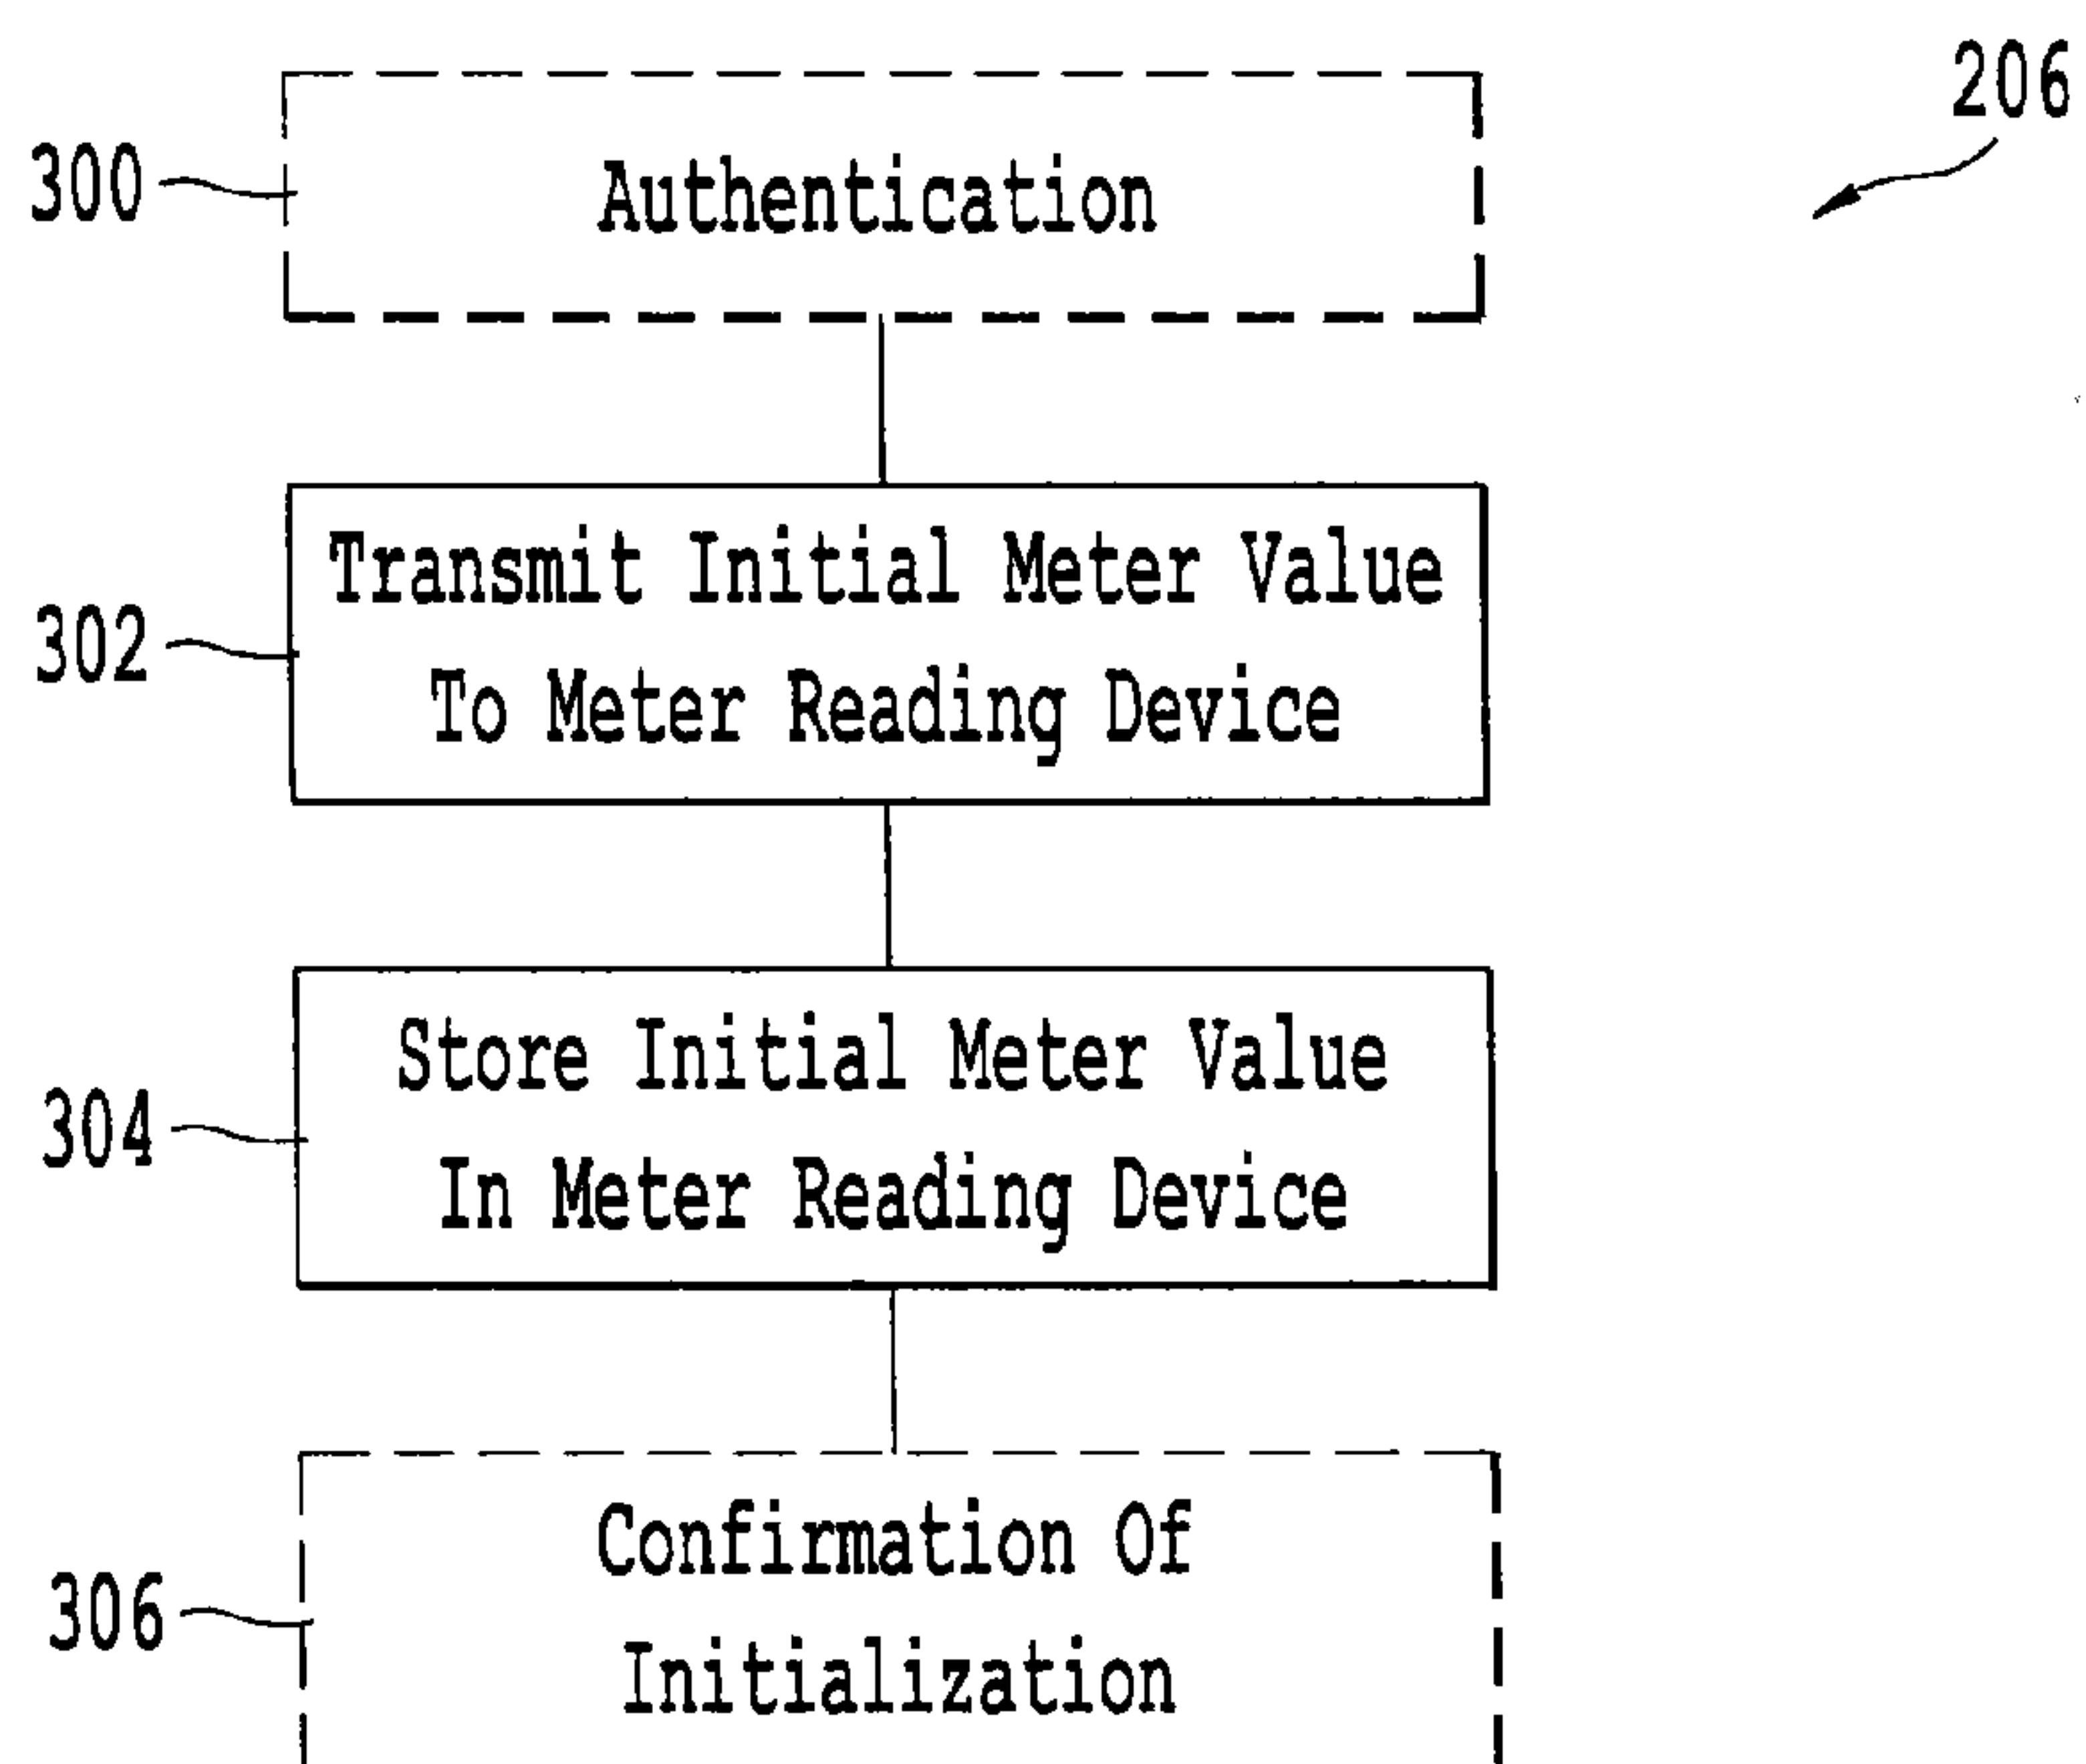 206
300
Authentication
302
Transmit Initial Meter Value
To Meter Reading Device
304
Store Initial Meter Value
In Meter Reading Device
306
Confirmation Of
Initialization